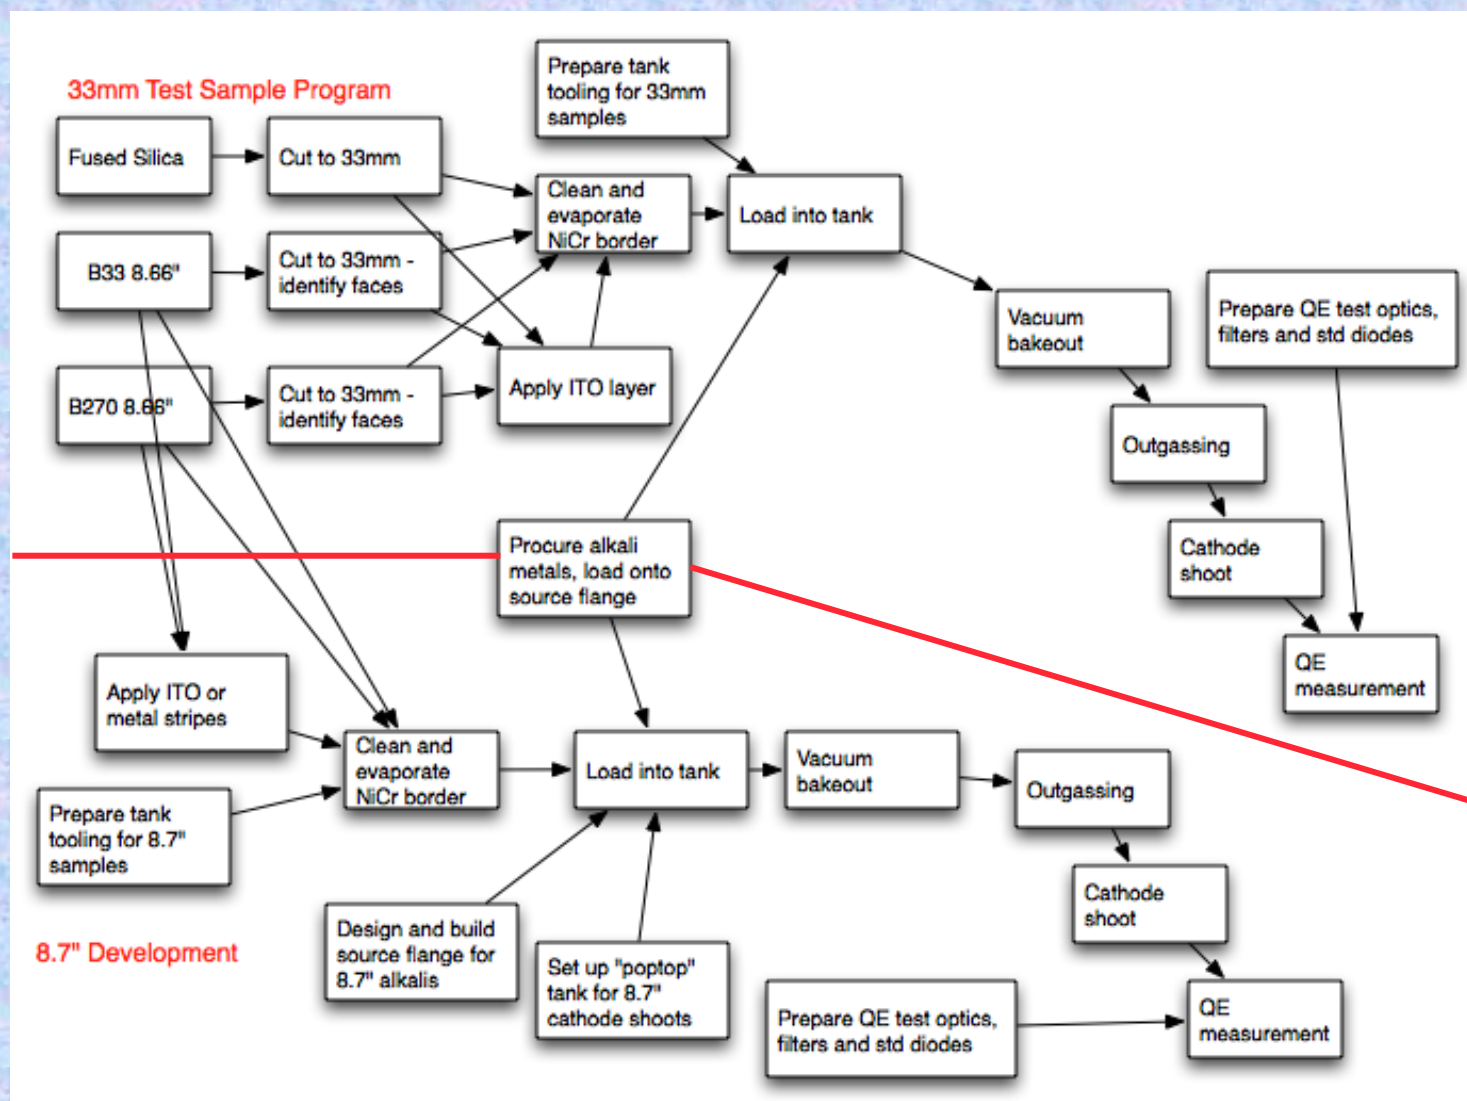 33mm Test Sample Program
Prepare tank
tooling for 33mm
samples
Fused Silica
Cut to 33mm
Clean and
evaporate
NiCr border
Load into tank
B33 8.66"
Cut to 33mm -
identify faces
B270 8.66"
Cut to 33mm -
identify faces
Apply ITO layer
Vacuum
bakeout
Prepare QE test optics,
filters and std diodes
Outgassing
Cathode
shoot
QE
measurement
Procure alkali
metals, load onto
source flange
Apply ITO or
metal stripes
Clean and
evaporate
NiCr border
Load into tank
Vacuum
bakeout
Outgassing
Prepare tank
tooling for 8.7"
samples
Cathode
shoot
8.7" Development
Design and build
source flange for
8.7" alkalis
Set up "poptop"
tank for 8.7"
cathode shoots
Prepare QE test optics,
filters and std diodes
QE
measurement